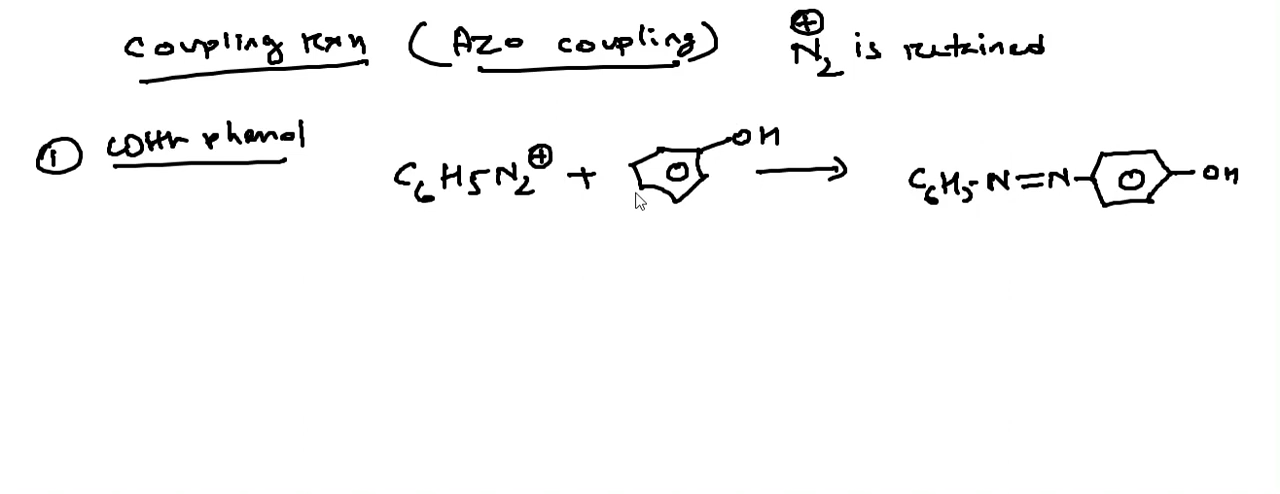 Coupling Rxn (Azo coupling) N₂⊕ is retained
① with phenol C₆H₅N₂⊕ + OH ⟶ C₆H₅-N=N- -OH